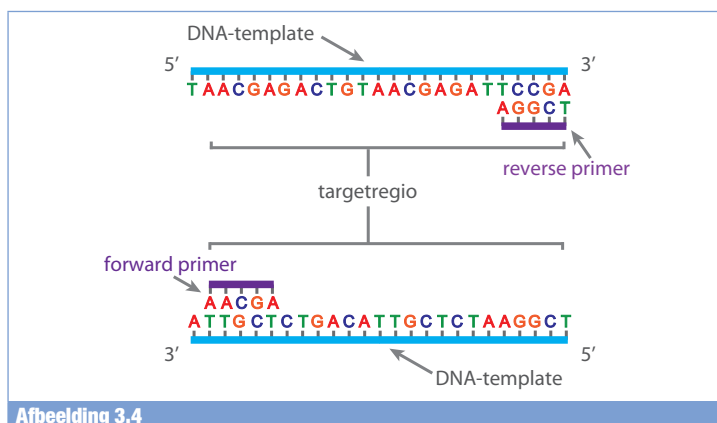 DNA-template
5’ 3’
TAACGAGACTGTAACGAGATTCCGA
AGGCT
reverse primer
targetregio
forward primer
AACGA
ATTGCTCTGACATTGCTCTAAGGCT
3’ 5’
DNA-template
Afbeelding 3.4